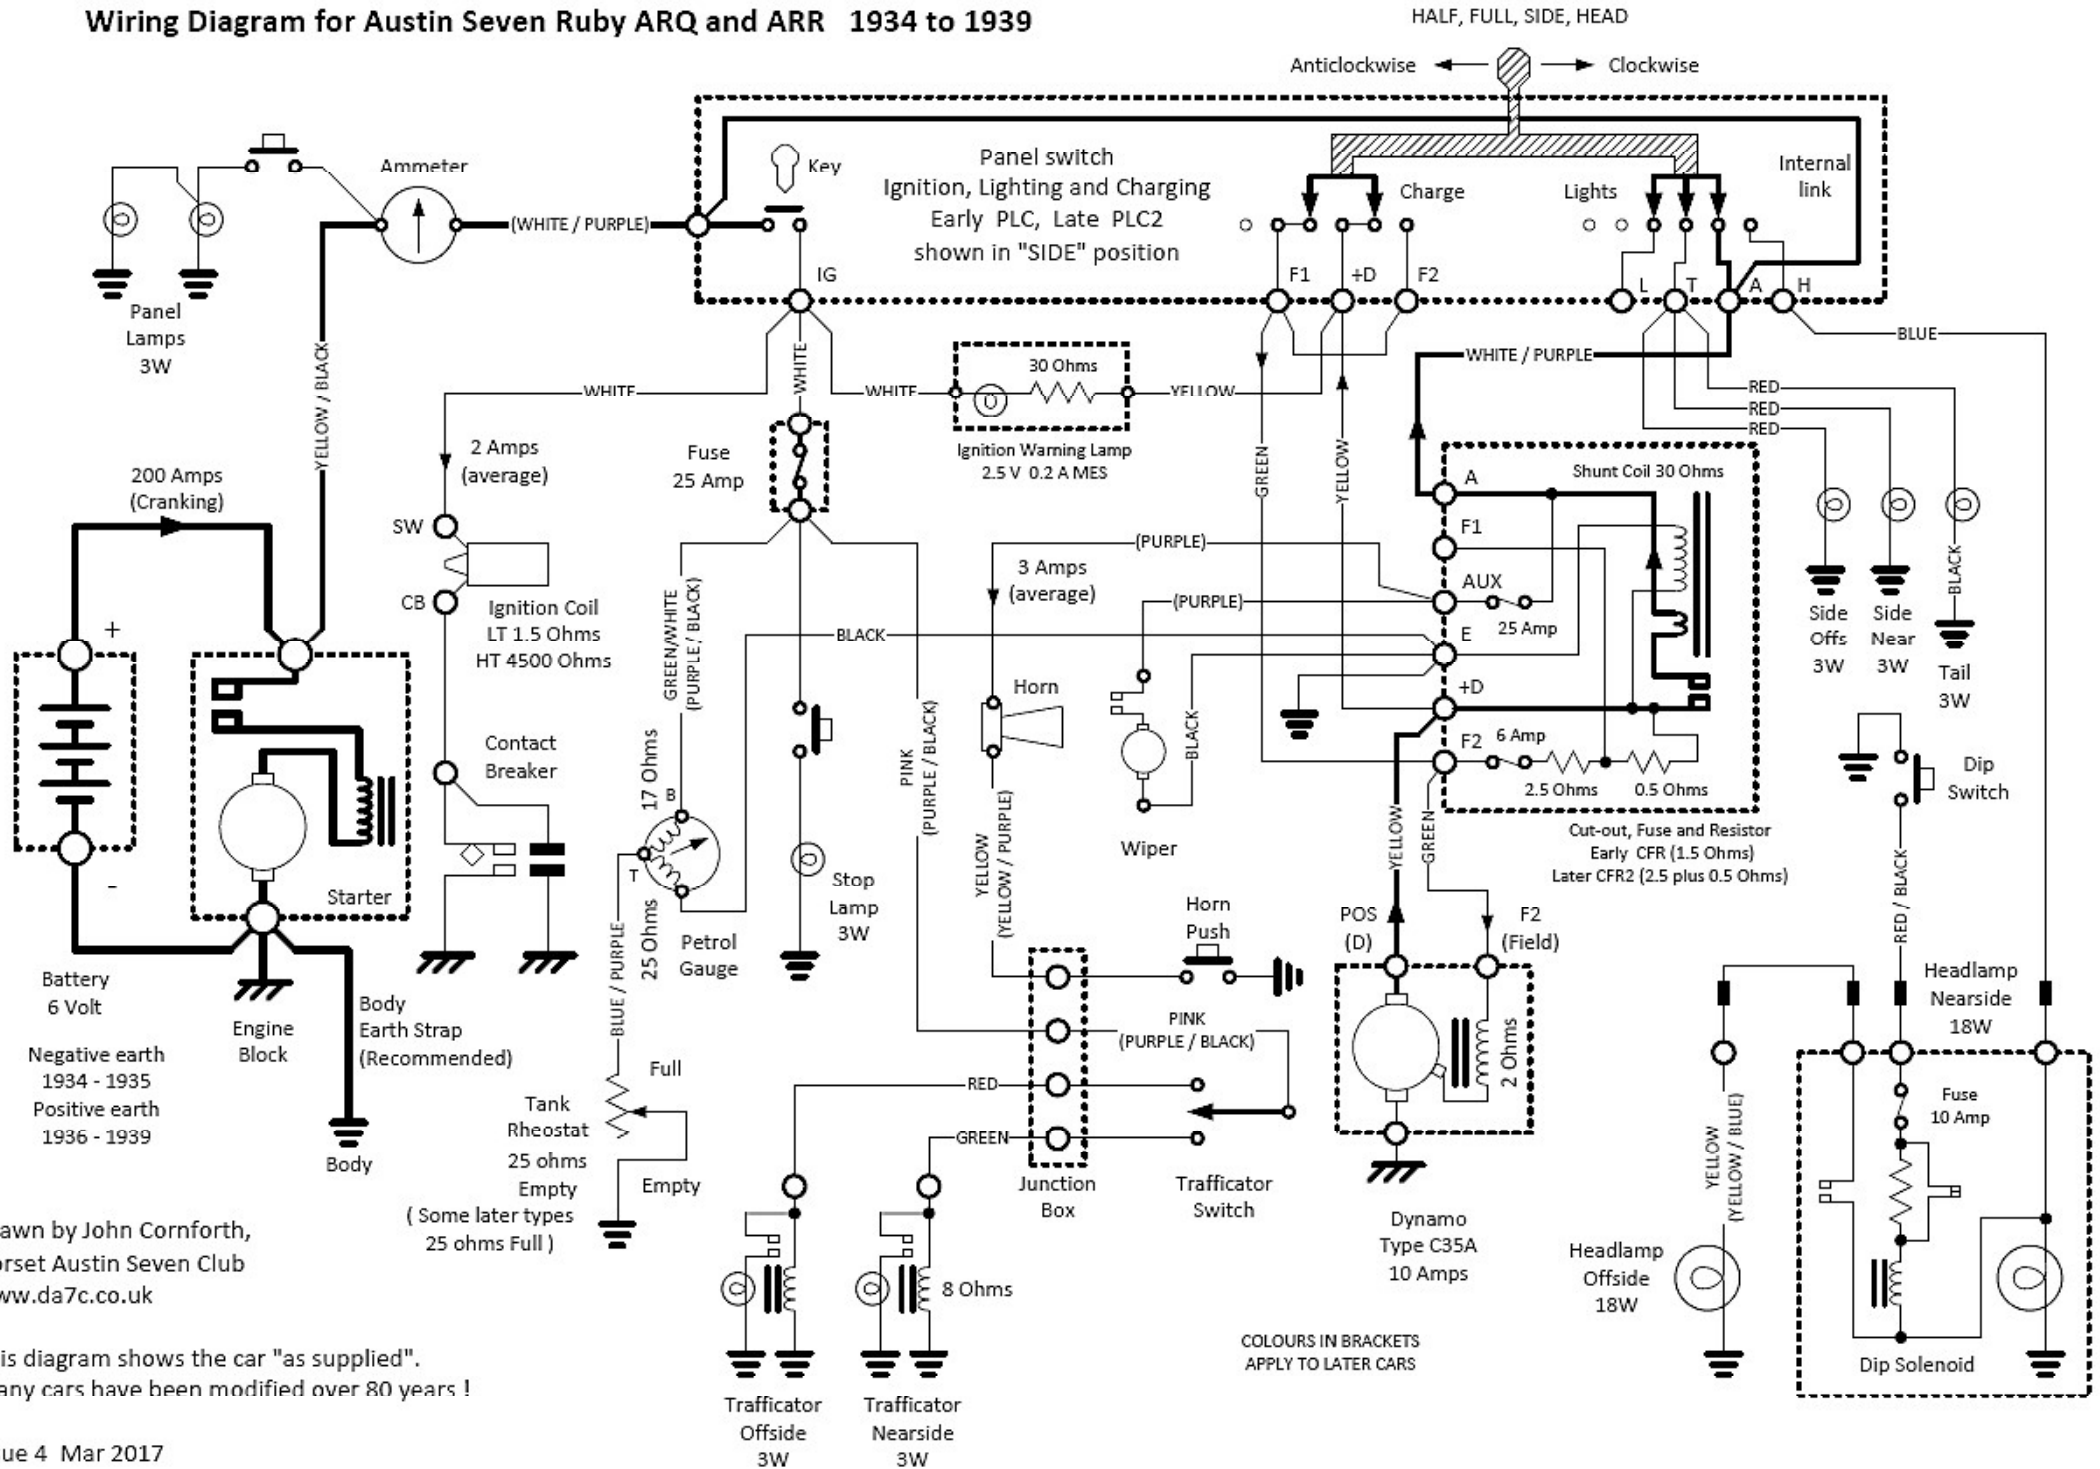 Wiring Diagram for Austin Seven Ruby ARQ and ARR 1934 to 1939
HALF, FULL, SIDE, HEAD
Anticlockwise
Clockwise
Ammeter
Key
Panel switch
Ignition, Lighting and Charging
Early PLC, Late PLC2
shown in "SIDE" position
Charge
Lights
Internal
link
(WHITE / PURPLE)
IG
F1
+D
F2
L
T
A
H
Panel
Lamps
3W
YELLOW / BLACK
WHITE
WHITE
WHITE
30 Ohms
YELLOW
Ignition Warning Lamp
2.5 V 0.2 A MES
WHITE / PURPLE
BLUE
RED
RED
RED
2 Amps
(average)
Fuse
25 Amp
200 Amps
(Cranking)
GREEN
YELLOW
Shunt Coil 30 Ohms
A
F1
AUX
25 Amp
E
+D
F2
6 Amp
2.5 Ohms
0.5 Ohms
Cut-out, Fuse and Resistor
Early CFR (1.5 Ohms)
Later CFR2 (2.5 plus 0.5 Ohms)
SW
CB
Ignition Coil
LT 1.5 Ohms
HT 4500 Ohms
(PURPLE)
3 Amps
(average)
(PURPLE)
BLACK
GREEN/WHITE
(PURPLE/ BLACK)
Side
Offs
3W
Side
Near
3W
BLACK
Tail
3W
+
-
Battery
6 Volt
Negative earth
1934 - 1935
Positive earth
1936 - 1939
Starter
Engine
Block
Body
Earth Strap
(Recommended)
Body
Contact
Breaker
17 Ohms
B
T
25 Ohms
Petrol
Gauge
BLUE / PURPLE
Stop
Lamp
3W
PINK
(PURPLE / BLACK)
Horn
YELLOW
(YELLOW / PURPLE)
BLACK
Wiper
Horn
Push
YELLOW
GREEN
POS
(D)
F2
(Field)
2 Ohms
Dynamo
Type C35A
10 Amps
Dip
Switch
RED / BLACK
Headlamp
Nearside
18W
Fuse
10 Amp
YELLOW
(YELLOW / BLUE)
Headlamp
Offside
18W
Dip Solenoid
PINK
(PURPLE / BLACK)
RED
GREEN
Junction
Box
Trafficator
Switch
Full
Tank
Rheostat
25 ohms
Empty
( Some later types
25 ohms Full )
Empty
8 Ohms
Trafficator
Offside
3W
Trafficator
Nearside
3W
COLOURS IN BRACKETS
APPLY TO LATER CARS
awn by John Cornforth,
orset Austin Seven Club
ww.da7c.co.uk
is diagram shows the car "as supplied".
any cars have been modified over 80 years !
ue 4 Mar 2017